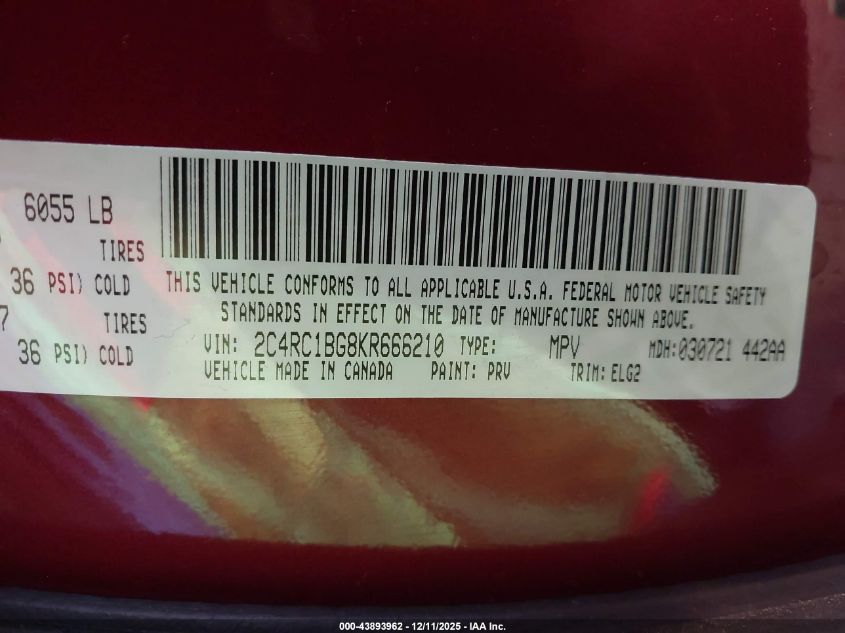 6055 LB
TIRES
36 PSI) COLD
7 TIRES
36 PSI) COLD
THIS VEHICLE CONFORMS TO ALL APPLICABLE U.S.A. FEDERAL MOTOR VEHICLE SAFETY
STANDARDS IN EFFECT ON THE DATE OF MANUFACTURE SHOWN ABOVE.
VIN: 2C4RC1BG8KR666210 TYPE: MPV MDH:030721 442AA
VEHICLE MADE IN CANADA PAINT: PRV TRIM: ELG2
000-43893962 - 12/11/2025 - IAA Inc.